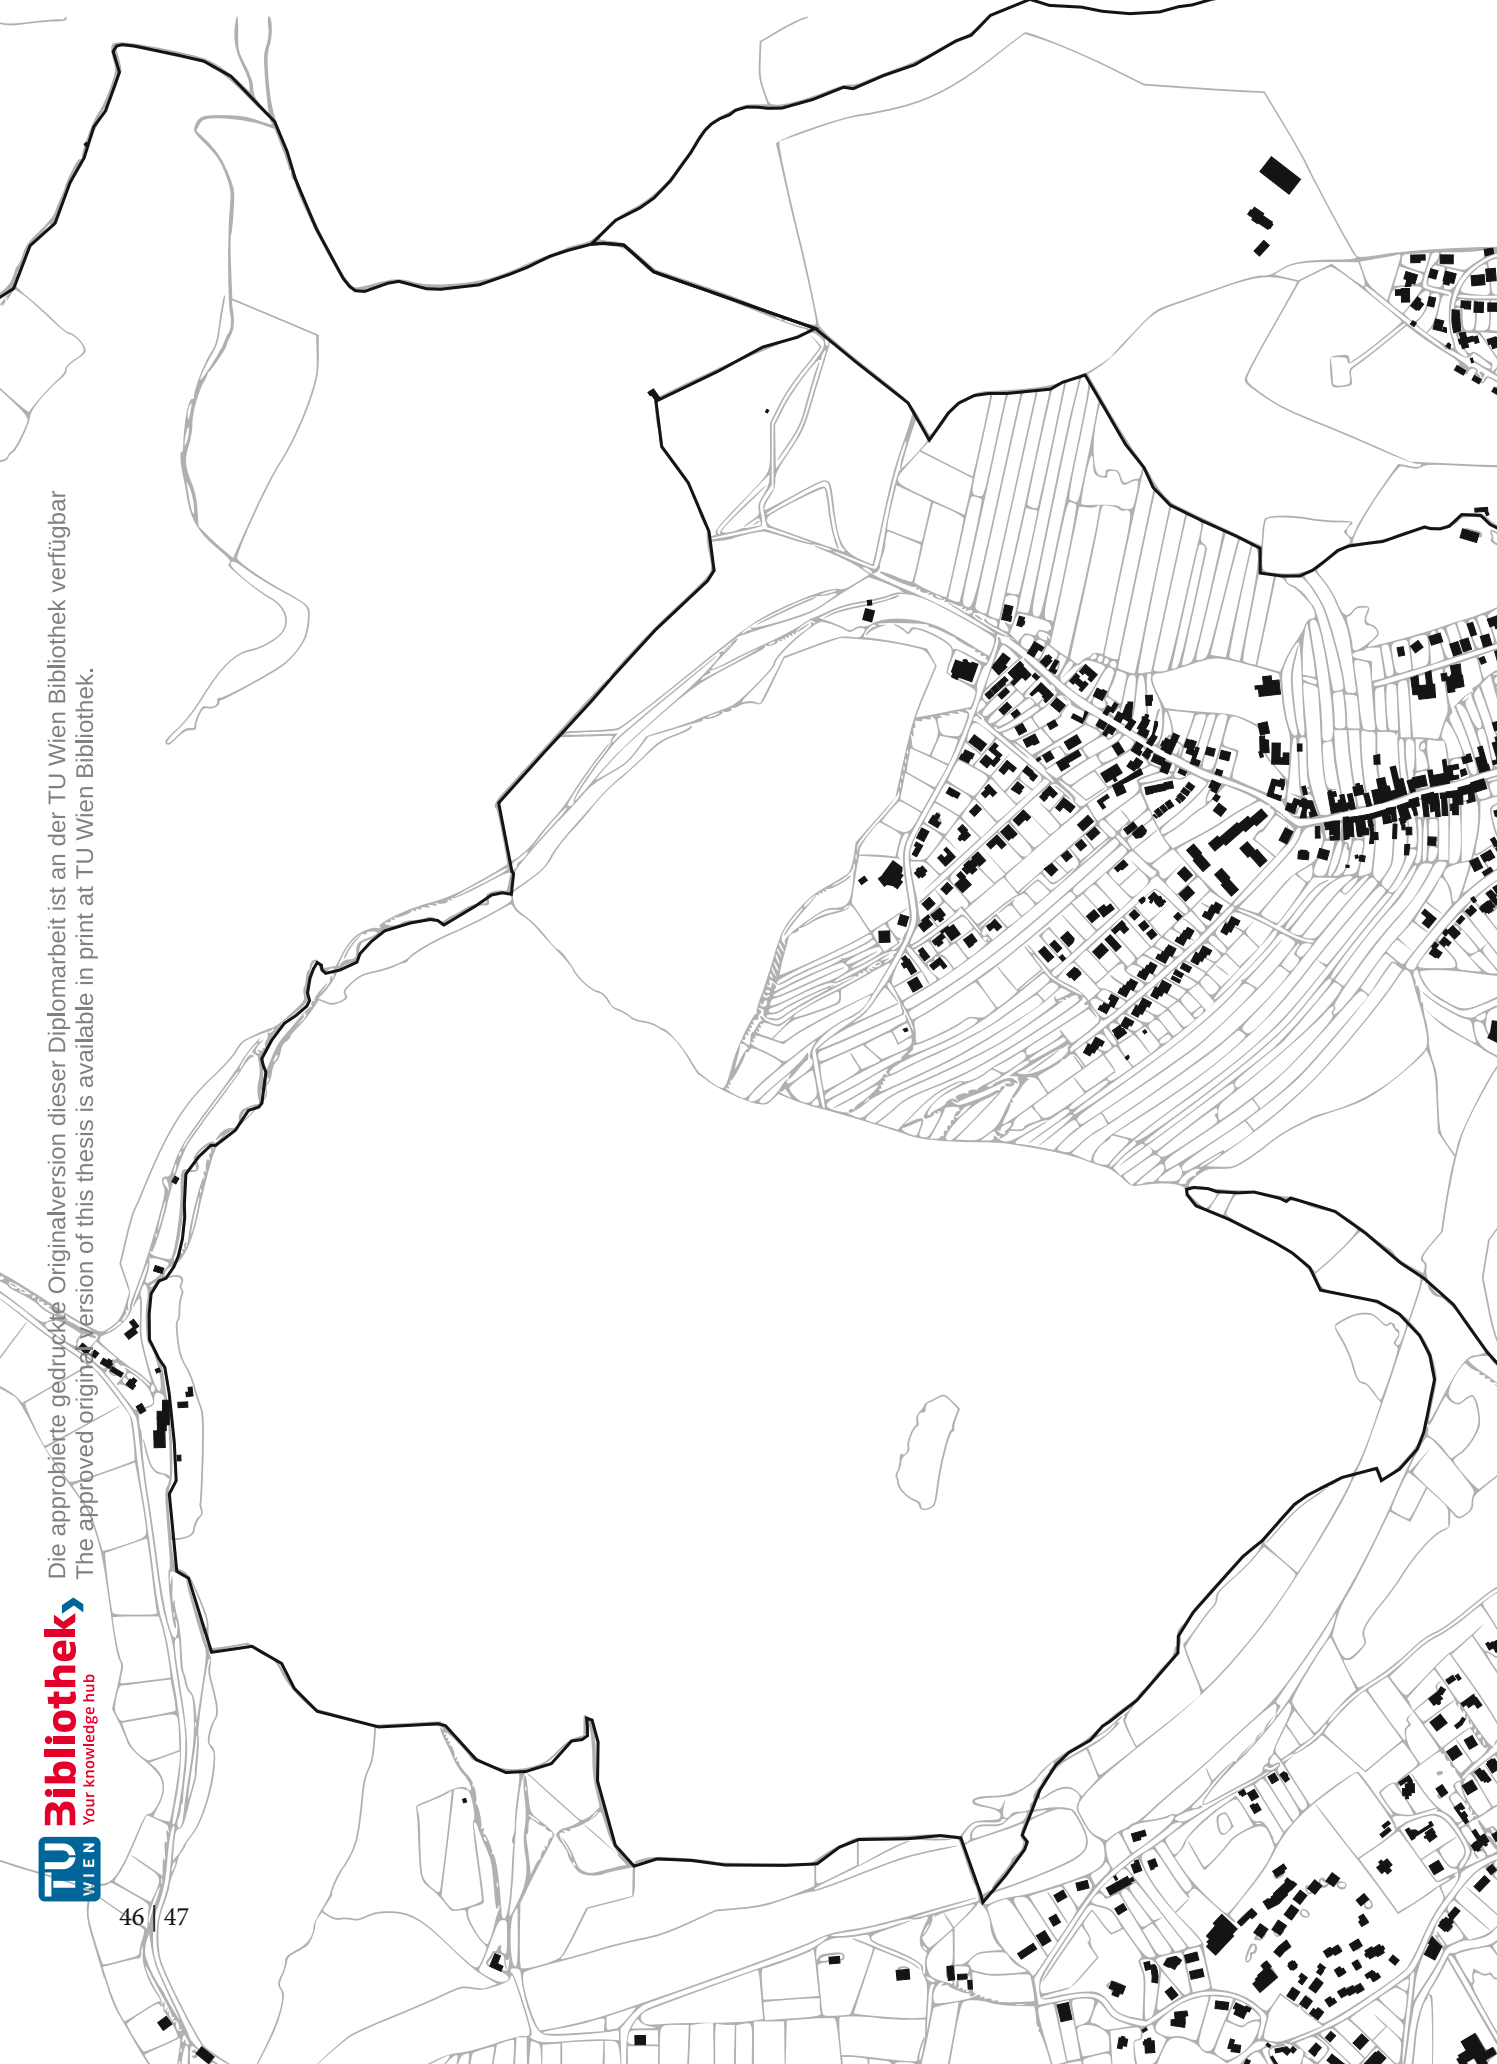 Die approbierte gedruckte Originalversion dieser Diplomarbeit ist an der TU Wien Bibliothek verfügbar
The approved original version of this thesis is available in print at TU Wien Bibliothek.
Bibliothek
Your knowledge hub
TU
WIEN
46 | 47